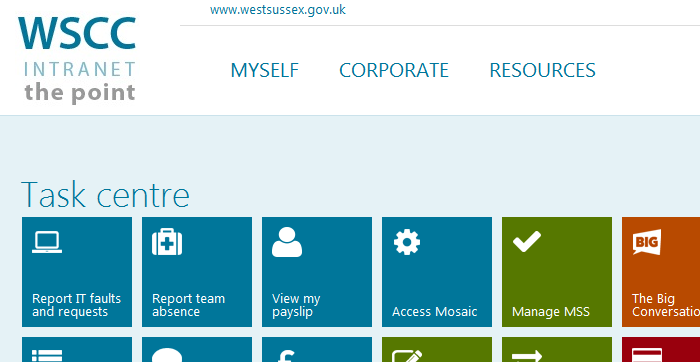 www.westsussex.gov.uk
WSCC
INTRANET
the point
MYSELF CORPORATE RESOURCES
Task centre
Report IT faults
and requests
Report team
absence
View my
payslip
Access Mosaic
Manage MSS
BIG
The Big
Conversatio
£